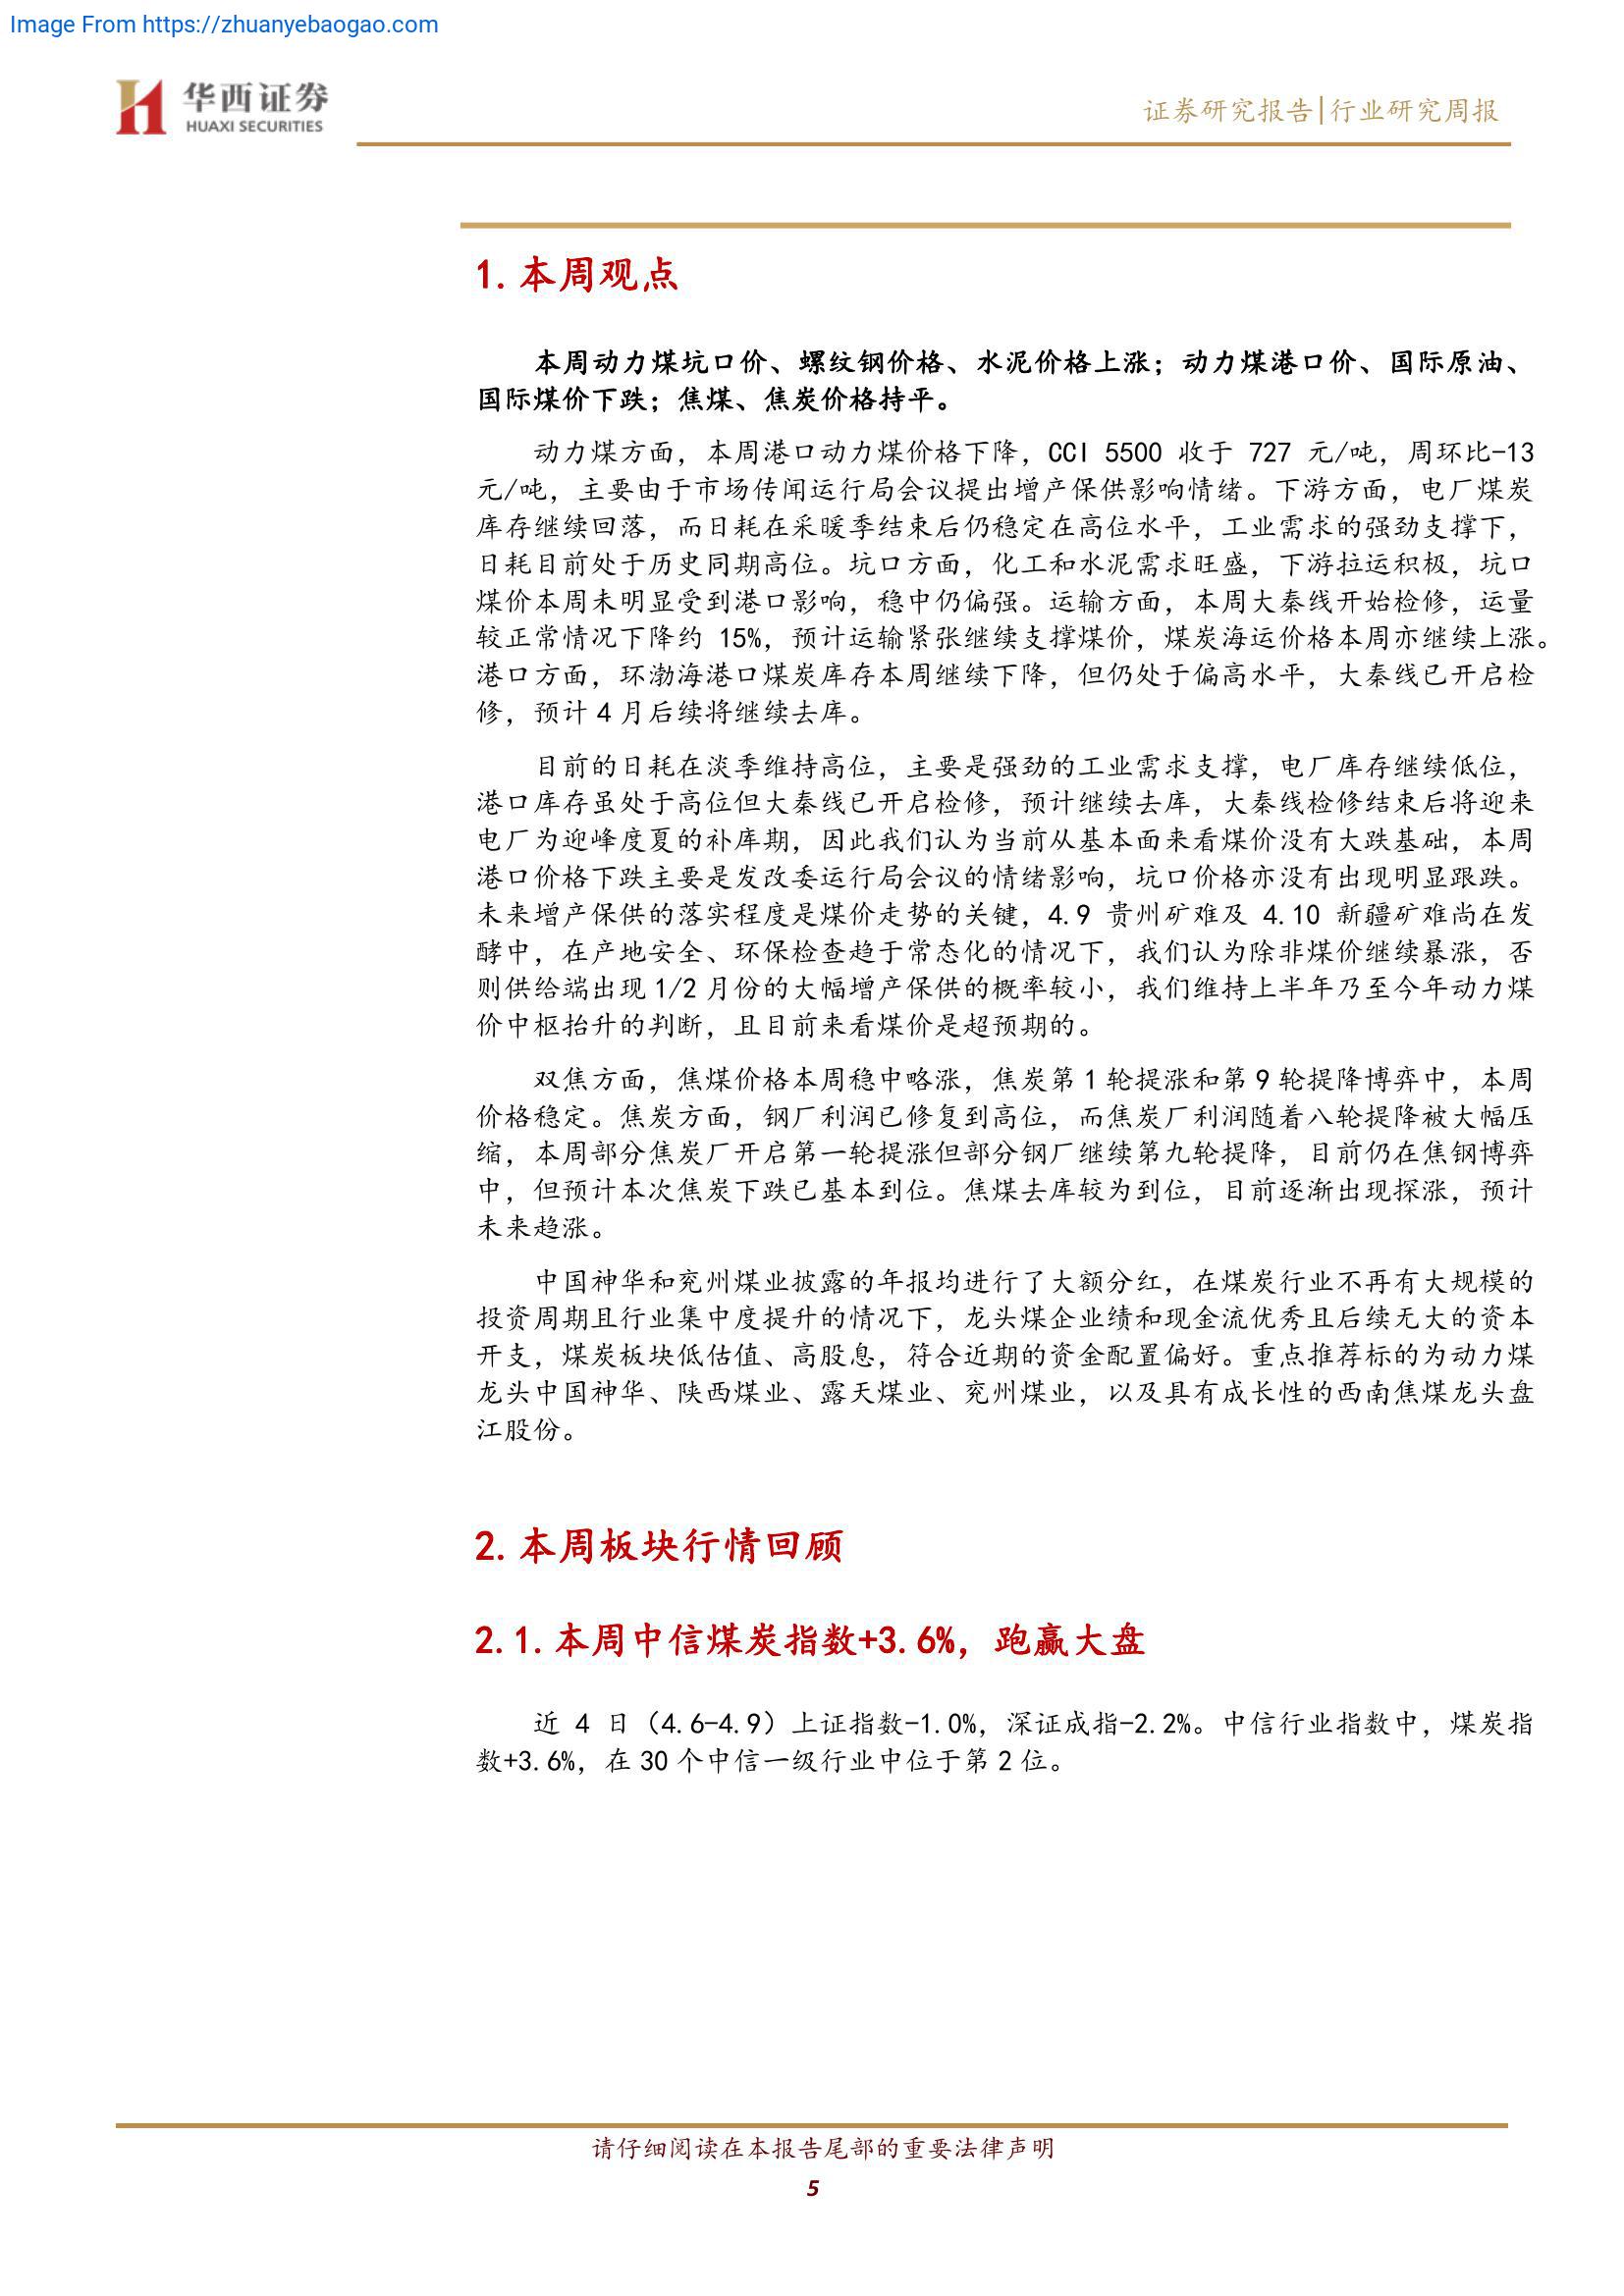 Image From https://zhuanyebaogao.com
华西证券
HUAXI SECURITIES
证券研究报告|行业研究周报
1.本周观点
本周动力煤坑口价、螺纹钢价格、水泥价格上涨；动力煤港口价、国际原油、
国际煤价下跌；焦煤、焦炭价格持平。
动力煤方面，本周港口动力煤价格下降，CCI 5500 收于 727 元/吨，周环比-13
元/吨，主要由于市场传闻运行局会议提出增产保供影响情绪。下游方面，电厂煤炭
库存继续回落，而日耗在采暖季结束后仍稳定在高位水平，工业需求的强劲支撑下，
日耗目前处于历史同期高位。坑口方面，化工和水泥需求旺盛，下游拉运积极，坑口
煤价本周未明显受到港口影响，稳中仍偏强。运输方面，本周大秦线开始检修，运量
较正常情况下降约 15%，预计运输紧张继续支撑煤价，煤炭海运价格本周亦继续上涨。
港口方面，环渤海港口煤炭库存本周继续下降，但仍处于偏高水平，大秦线已开启检
修，预计 4 月后续将继续去库。
目前的日耗在淡季维持高位，主要是强劲的工业需求支撑，电厂库存继续低位，
港口库存虽处于高位但大秦线已开启检修，预计继续去库，大秦线检修结束后将迎来
电厂为迎峰度夏的补库期，因此我们认为当前从基本面来看煤价没有大跌基础，本周
港口价格下跌主要是发改委运行局会议的情绪影响，坑口价格亦没有出现明显跟跌。
未来增产保供的落实程度是煤价走势的关键，4.9 贵州矿难及 4.10 新疆矿难尚在发
酵中，在产地安全、环保检查趋于常态化的情况下，我们认为除非煤价继续暴涨，否
则供给端出现 1/2 月份的大幅增产保供的概率较小，我们维持上半年乃至今年动力煤
价中枢抬升的判断，且目前来看煤价是超预期的。
双焦方面，焦煤价格本周稳中略涨，焦炭第 1 轮提涨和第 9 轮提降博弈中，本周
价格稳定。焦炭方面，钢厂利润已修复到高位，而焦炭厂利润随着八轮提降被大幅压
缩，本周部分焦炭厂开启第一轮提涨但部分钢厂继续第九轮提降，目前仍在焦钢博弈
中，但预计本次焦炭下跌已基本到位。焦煤去库较为到位，目前逐渐出现探涨，预计
未来趋涨。
中国神华和兖州煤业披露的年报均进行了大额分红，在煤炭行业不再有大规模的
投资周期且行业集中度提升的情况下，龙头煤企业绩和现金流优秀且后续无大的资本
开支，煤炭板块低估值、高股息，符合近期的资金配置偏好。重点推荐标的为动力煤
龙头中国神华、陕西煤业、露天煤业、兖州煤业，以及具有成长性的西南焦煤龙头盘
江股份。
2.本周板块行情回顾
2.1.本周中信煤炭指数+3.6%，跑赢大盘
近 4 日（4.6-4.9）上证指数-1.0%，深证成指-2.2%。中信行业指数中，煤炭指
数+3.6%，在 30 个中信一级行业中位于第 2 位。
请仔细阅读在本报告尾部的重要法律声明
5